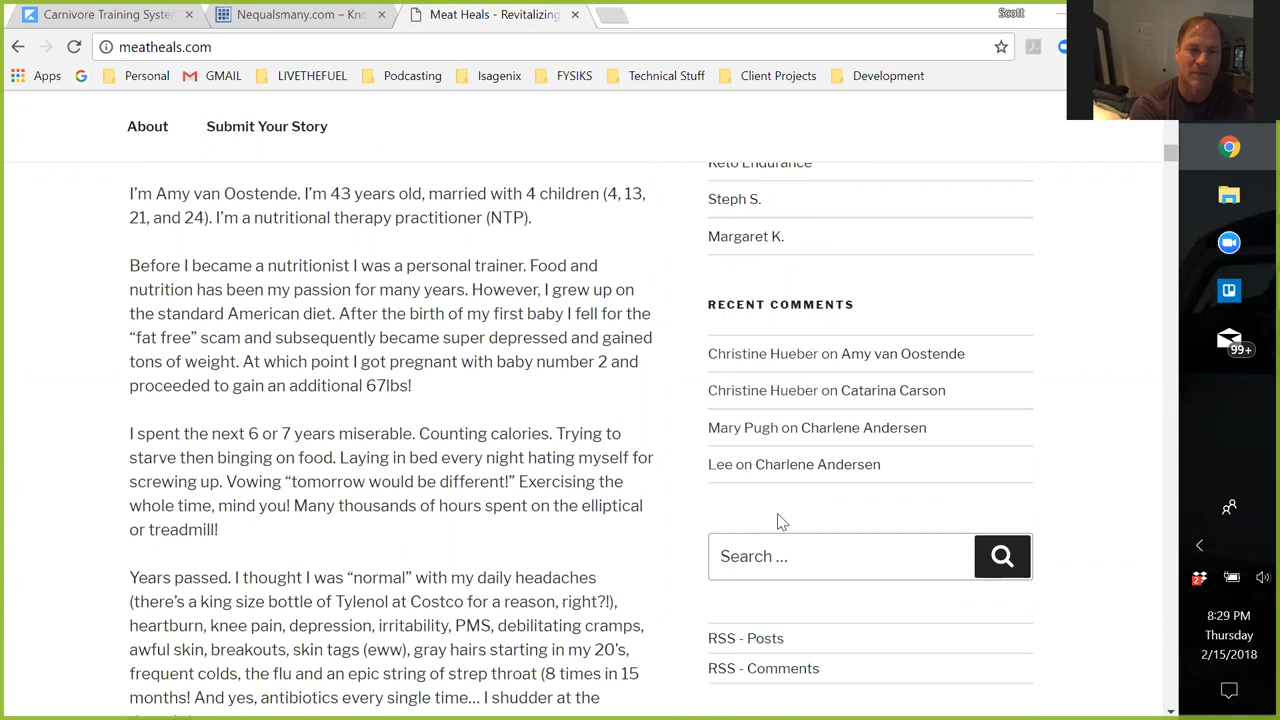 Carnivore Training Syste
Nequalsmany.com – Kno
Meat Heals - Revitalizing
Scott
meatheals.com
Apps
Personal
GMAIL
LIVETHEFUEL
Podcasting
Isagenix
FYSIKS
Technical Stuff
Client Projects
Development
About
Submit Your Story
I'm Amy van Oostende. I'm 43 years old, married with 4 children (4, 13,
21, and 24). I'm a nutritional therapy practitioner (NTP).
Before I became a nutritionist I was a personal trainer. Food and
nutrition has been my passion for many years. However, I grew up on
the standard American diet. After the birth of my first baby I fell for the
“fat free” scam and subsequently became super depressed and gained
tons of weight. At which point I got pregnant with baby number 2 and
proceeded to gain an additional 67lbs!
I spent the next 6 or 7 years miserable. Counting calories. Trying to
starve then binging on food. Laying in bed every night hating myself for
screwing up. Vowing “tomorrow would be different!” Exercising the
whole time, mind you! Many thousands of hours spent on the elliptical
or treadmill!
Years passed. I thought I was “normal” with my daily headaches
(there's a king size bottle of Tylenol at Costco for a reason, right?!),
heartburn, knee pain, depression, irritability, PMS, debilitating cramps,
awful skin, breakouts, skin tags (eww), gray hairs starting in my 20's,
frequent colds, the flu and an epic string of strep throat (8 times in 15
months! And yes, antibiotics every single time… I shudder at the
Keto Endurance
Steph S.
Margaret K.
RECENT COMMENTS
Christine Hueber on Amy van Oostende
Christine Hueber on Catarina Carson
Mary Pugh on Charlene Andersen
Lee on Charlene Andersen
Search …
RSS - Posts
RSS - Comments
99+
2
8:29 PM
Thursday
2/15/2018